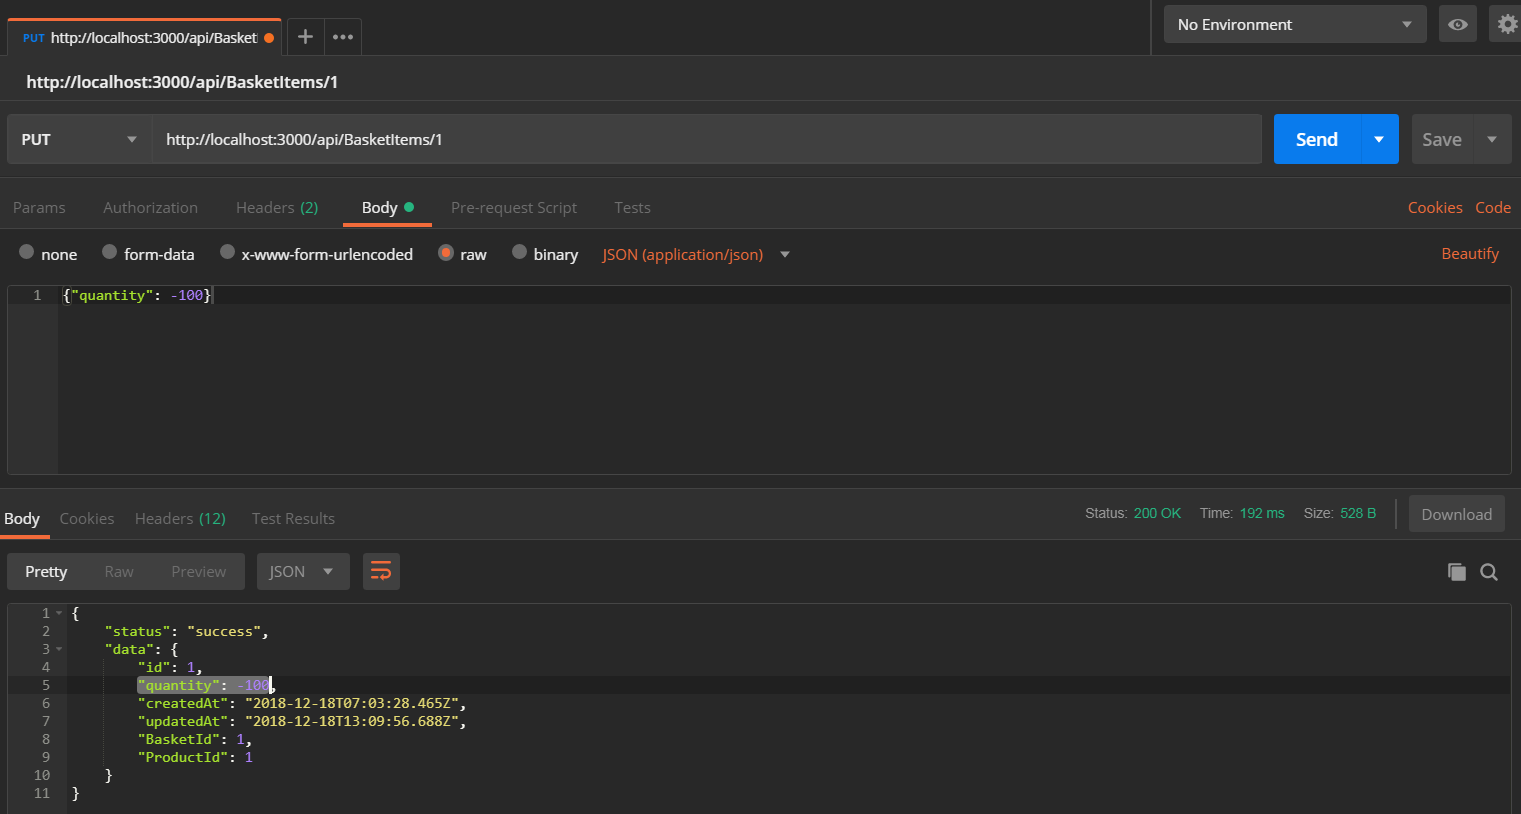 PUT http://localhost:3000/api/Basket
No Environment
http://localhost:3000/api/BasketItems/1
PUT http://localhost:3000/api/BasketItems/1 Send Save
Params Authorization Headers (2) Body Pre-request Script Tests Cookies Code
none form-data x-www-form-urlencoded raw binary JSON (application/json) Beautify
1 {"quantity": -100}
Body Cookies Headers (12) Test Results Status: 200 OK Time: 192 ms Size: 528 B Download
Pretty Raw Preview JSON
1 {
2 "status": "success",
3 "data": {
4 "id": 1,
5 "quantity": -100,
6 "createdAt": "2018-12-18T07:03:28.465Z",
7 "updatedAt": "2018-12-18T13:09:56.688Z",
8 "BasketId": 1,
9 "ProductId": 1
10 }
11 }